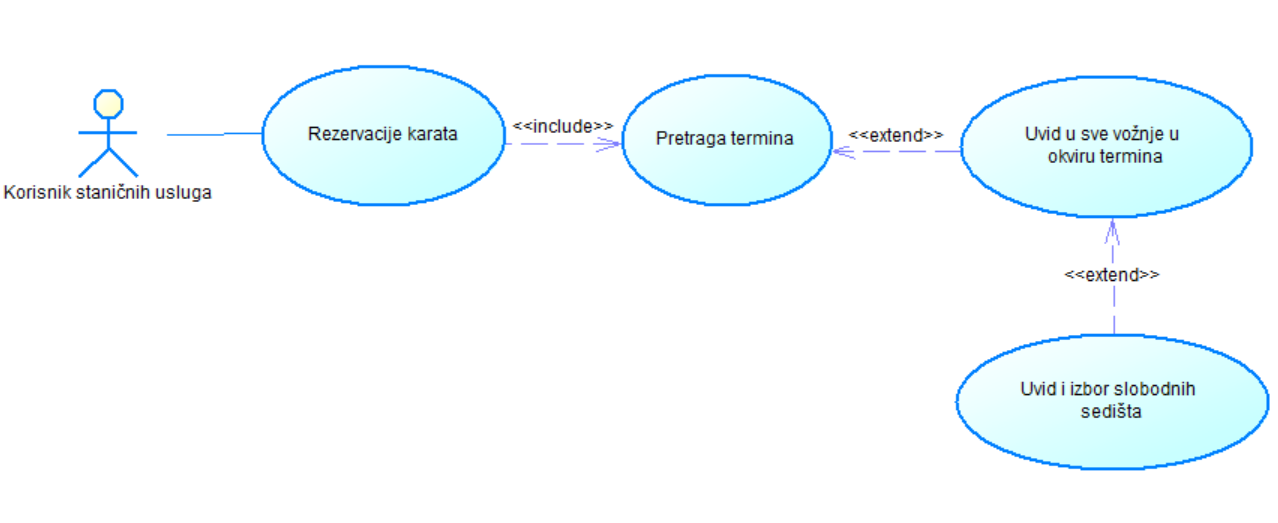 Korisnik staničnih usluga
Rezervacije karata
<<include>>
Pretraga termina
<<extend>>
Uvid u sve vožnje u
okviru termina
<<extend>>
Uvid i izbor slobodnih
sedišta